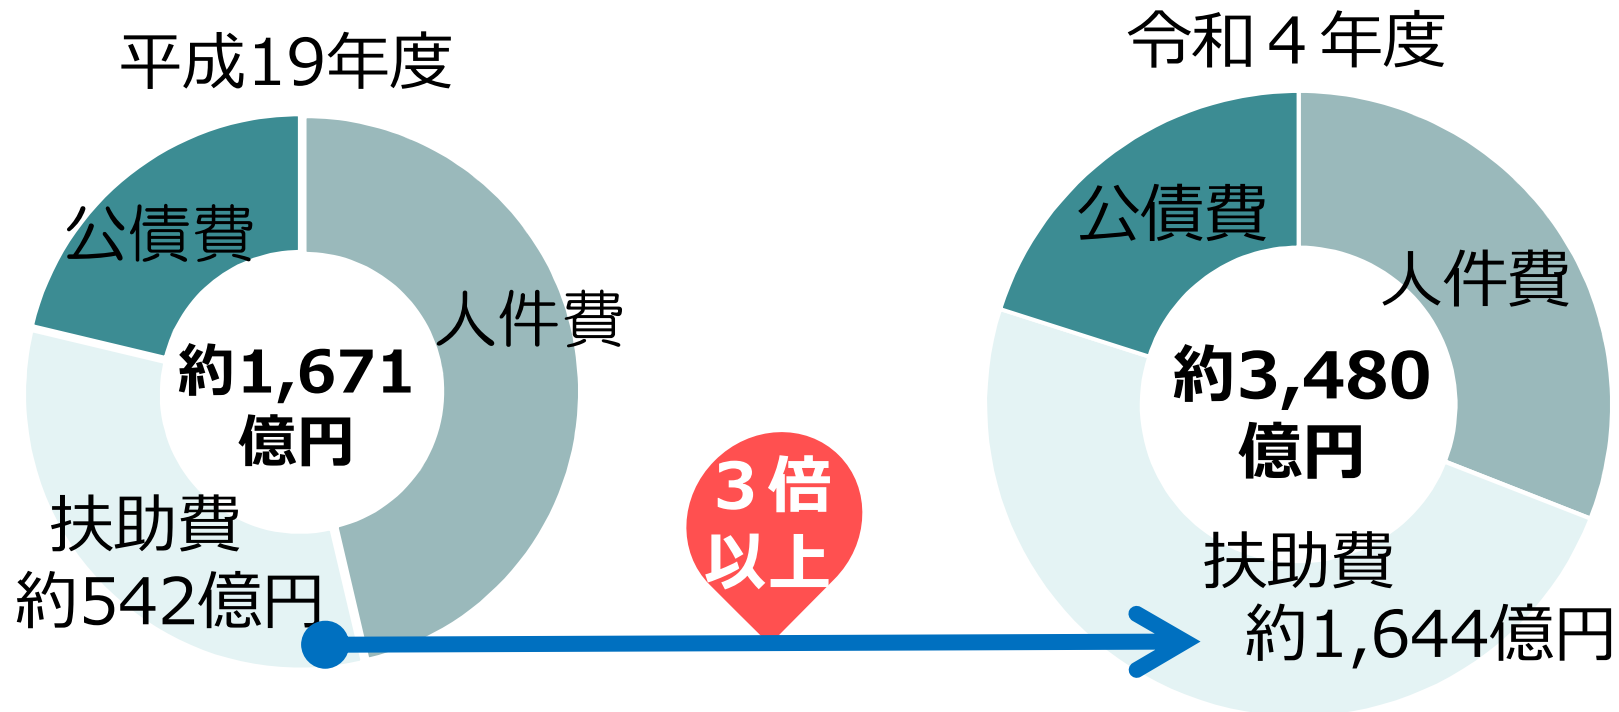 平成19年度
公債費
人件費
約1,671
億円
扶助費
約542億円
３倍
以上
令和４年度
公債費
人件費
約3,480
億円
扶助費
約1,644億円